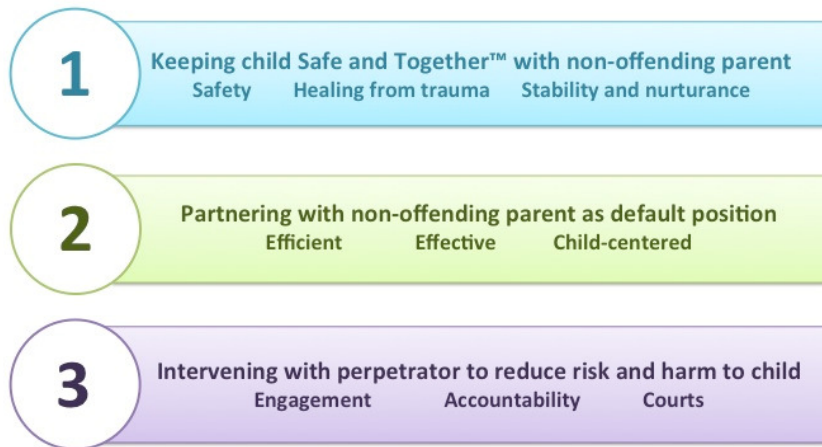 1
Keeping child Safe and Together™ with non-offending parent
Safety Healing from trauma Stability and nurturance
2
Partnering with non-offending parent as default position
Efficient Effective Child-centered
3
Intervening with perpetrator to reduce risk and harm to child
Engagement Accountability Courts